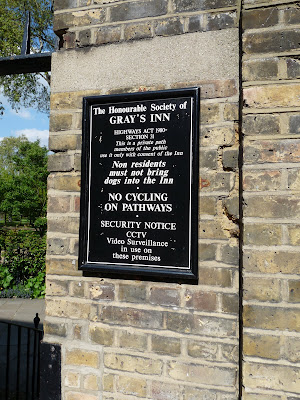 The Honourable Society of
GRAY'S INN
HIGHWAYS ACT 1980-
SECTION 31
This is a private path
members of the public
use it only with consent of the Inn
Non residents
must not bring
dogs into the Inn
NO CYCLING
ON PATHWAYS
SECURITY NOTICE
CCTV
Video Surveillance
in use on
these premises